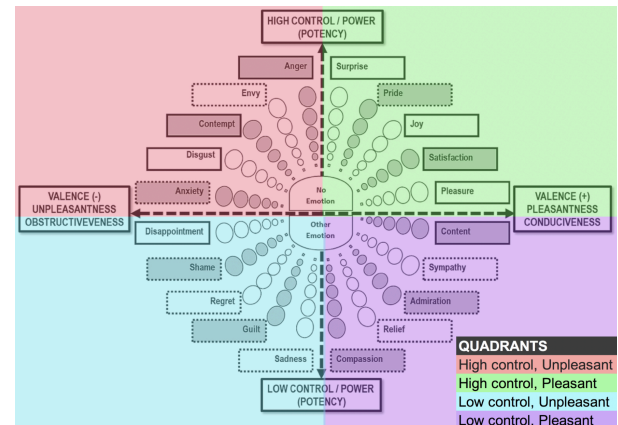 HIGH CONTROL / POWER
(POTENCY)
Anger
Surprise
Envy
Pride
Contempt
Joy
Disgust
Satisfaction
Anxiety
No
Emotion
Pleasure
VALENCE (-)
UNPLEASANTNESS
OBSTRUCTIVEVENESS
VALENCE (+)
PLEASANTNESS
CONDUCIVENESS
Disappointment
Other
Emotion
Content
Shame
Sympathy
Regret
Admiration
Guilt
Relief
Sadness
Compassion
LOW CONTROL / POWER
(POTENCY)
QUADRANTS
High control, Unpleasant
High control, Pleasant
Low control, Unpleasant
Low control, Pleasant